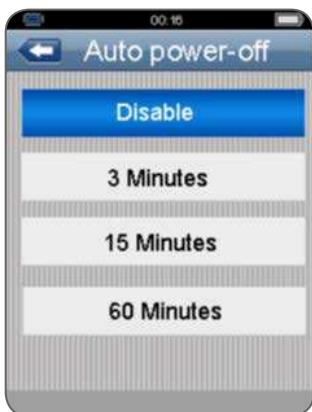 00:16
Auto power-off
Disable
3 Minutes
15 Minutes
60 Minutes